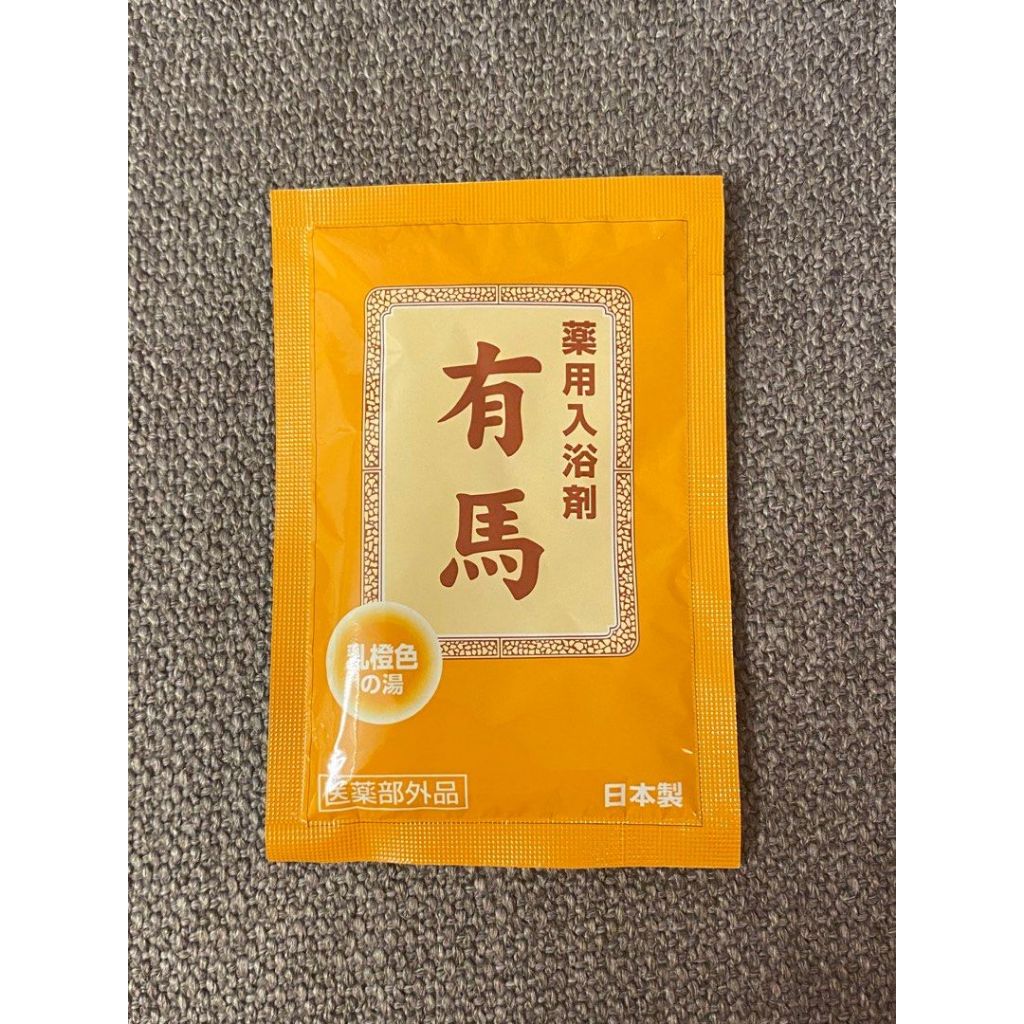 薬用入浴剤
有馬
乳橙色
の湯
医薬部外品
日本製